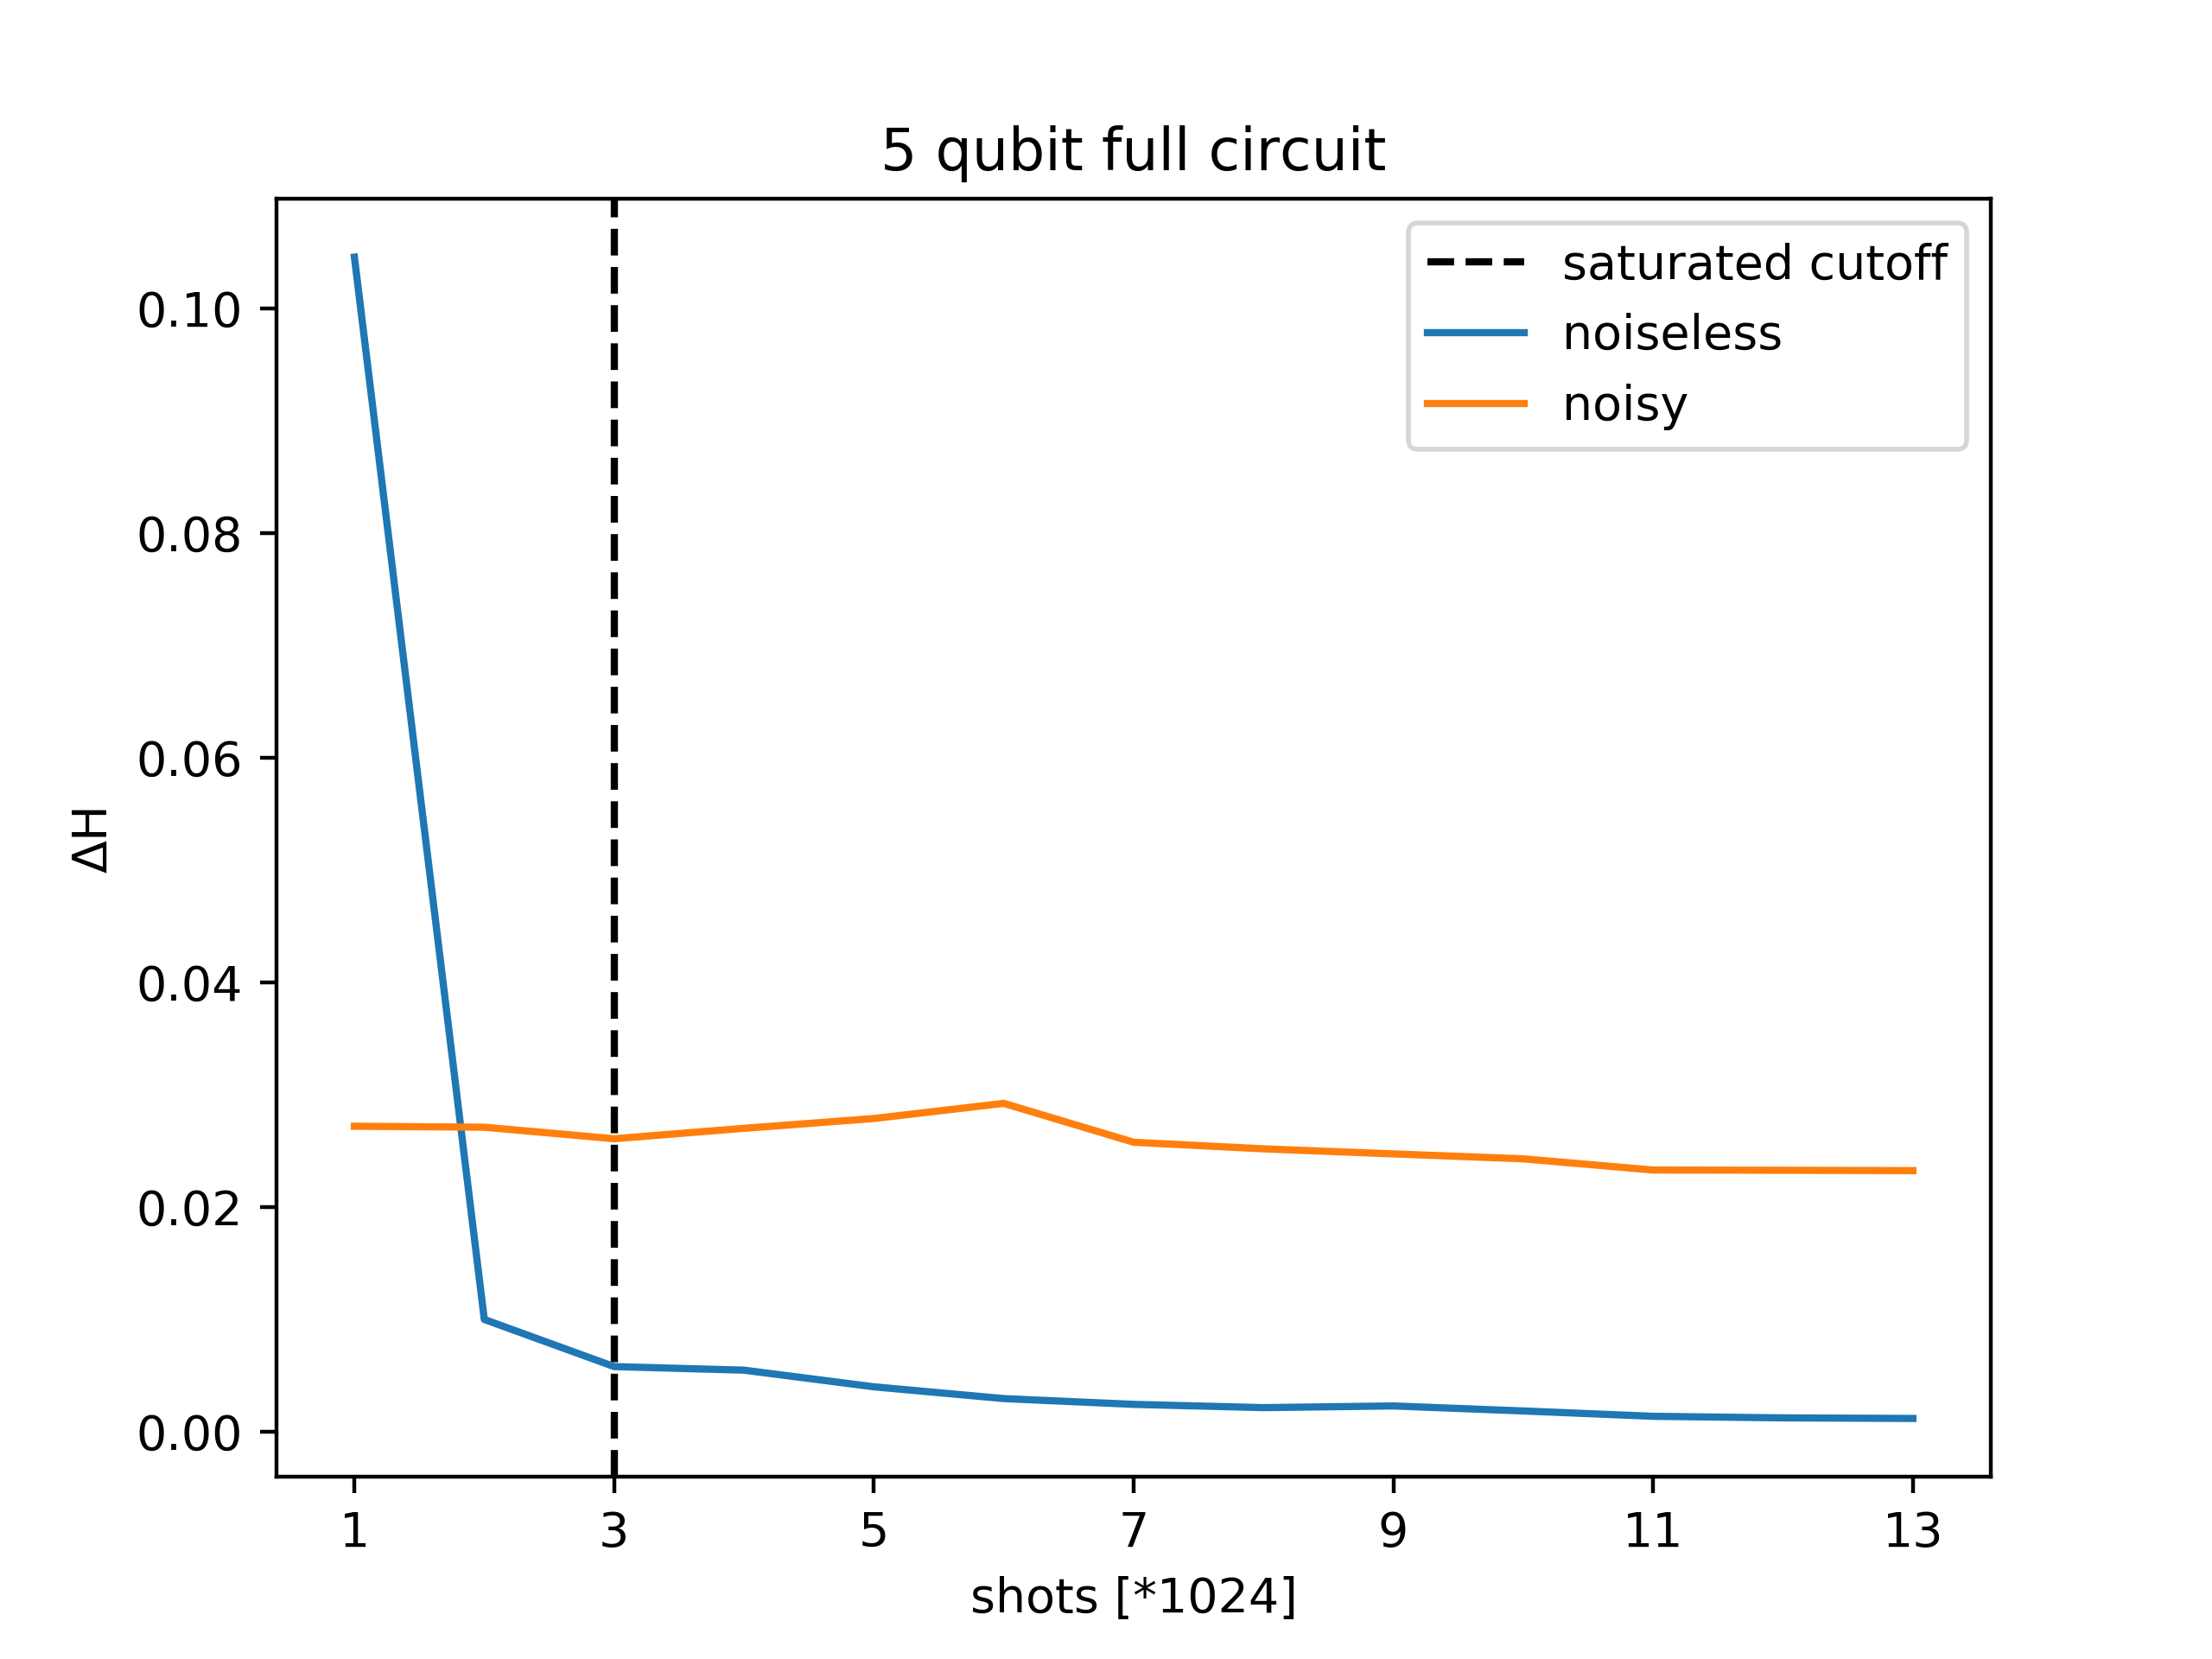 5 qubit full circuit
saturated cutoff
noiseless
noisy
0.10
0.08
0.06
0.04
0.02
0.00
ΔH
1 3 5 7 9 11 13
shots [*1024]